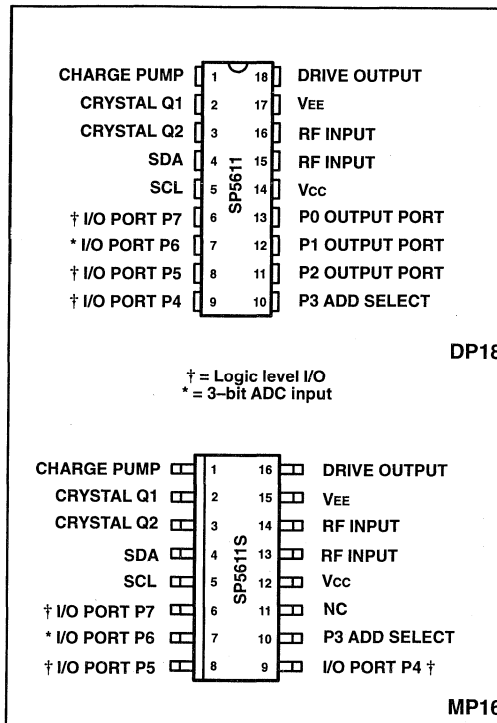 CHARGE PUMP 1 18 DRIVE OUTPUT
CRYSTAL Q1 2 17 VEE
CRYSTAL Q2 3 16 RF INPUT
SDA 4 15 RF INPUT
SCL 5 14 VCC
† I/O PORT P7 6 13 P0 OUTPUT PORT
* I/O PORT P6 7 12 P1 OUTPUT PORT
† I/O PORT P5 8 11 P2 OUTPUT PORT
† I/O PORT P4 9 10 P3 ADD SELECT
SP5611
DP18
† = Logic level I/O
* = 3–bit ADC input
CHARGE PUMP 1 16 DRIVE OUTPUT
CRYSTAL Q1 2 15 VEE
CRYSTAL Q2 3 14 RF INPUT
SDA 4 13 RF INPUT
SCL 5 12 VCC
† I/O PORT P7 6 11 NC
* I/O PORT P6 7 10 P3 ADD SELECT
† I/O PORT P5 8 9 I/O PORT P4 †
SP5611S
MP16